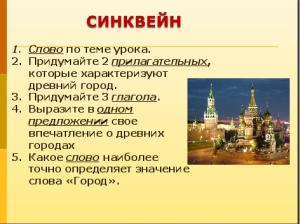 СИНКВЕЙН
1. Слово по теме урока.
2. Придумайте 2 прилагательных,
которые характеризуют
древний город.
3. Придумайте 3 глагола.
4. Выразите в одном
предложении свое
впечатление о древних
городах
5. Какое слово наиболее
точно определяет значение
слова «Город».